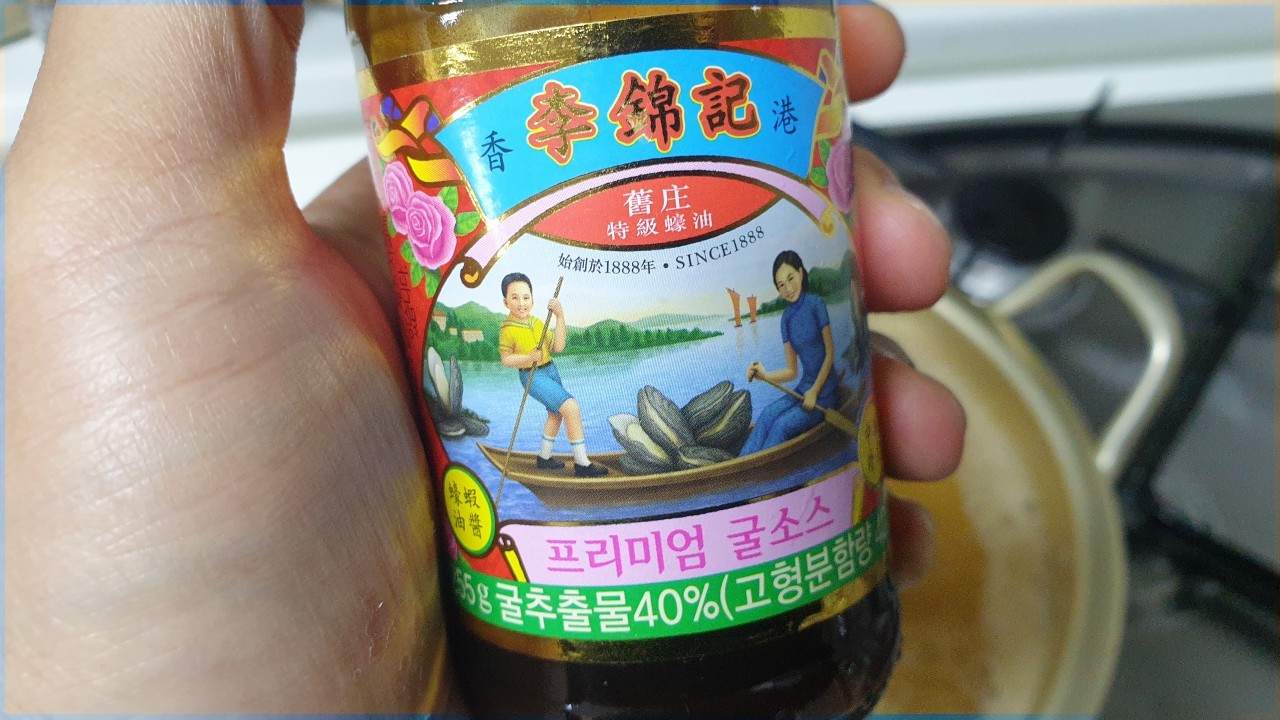 香 李錦記 港
舊庄
特級蠔油
始創於1888年 • SINCE1888
蠔油 蝦醬
프리미엄 굴소스
55g 굴추출물40%(고형분함량